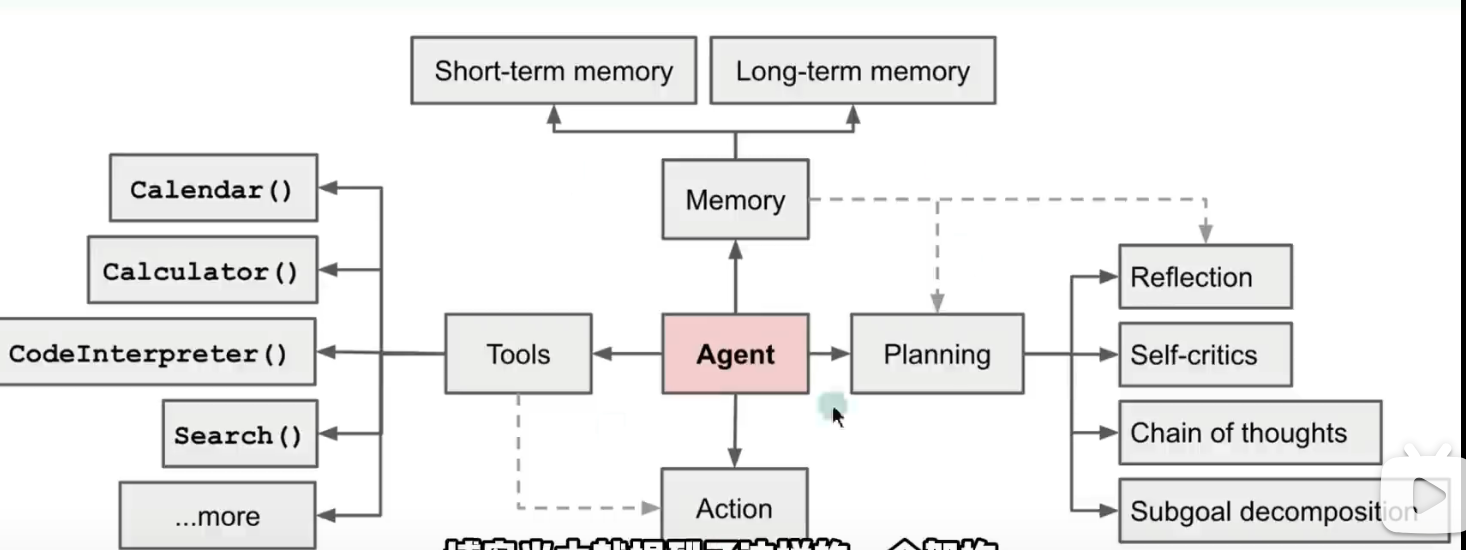 Short-term memory
Long-term memory
Calendar()
Memory
Calculator()
Reflection
CodeInterpreter()
Tools
Agent
Planning
Self-critics
Search()
Chain of thoughts
...more
Action
Subgoal decomposition